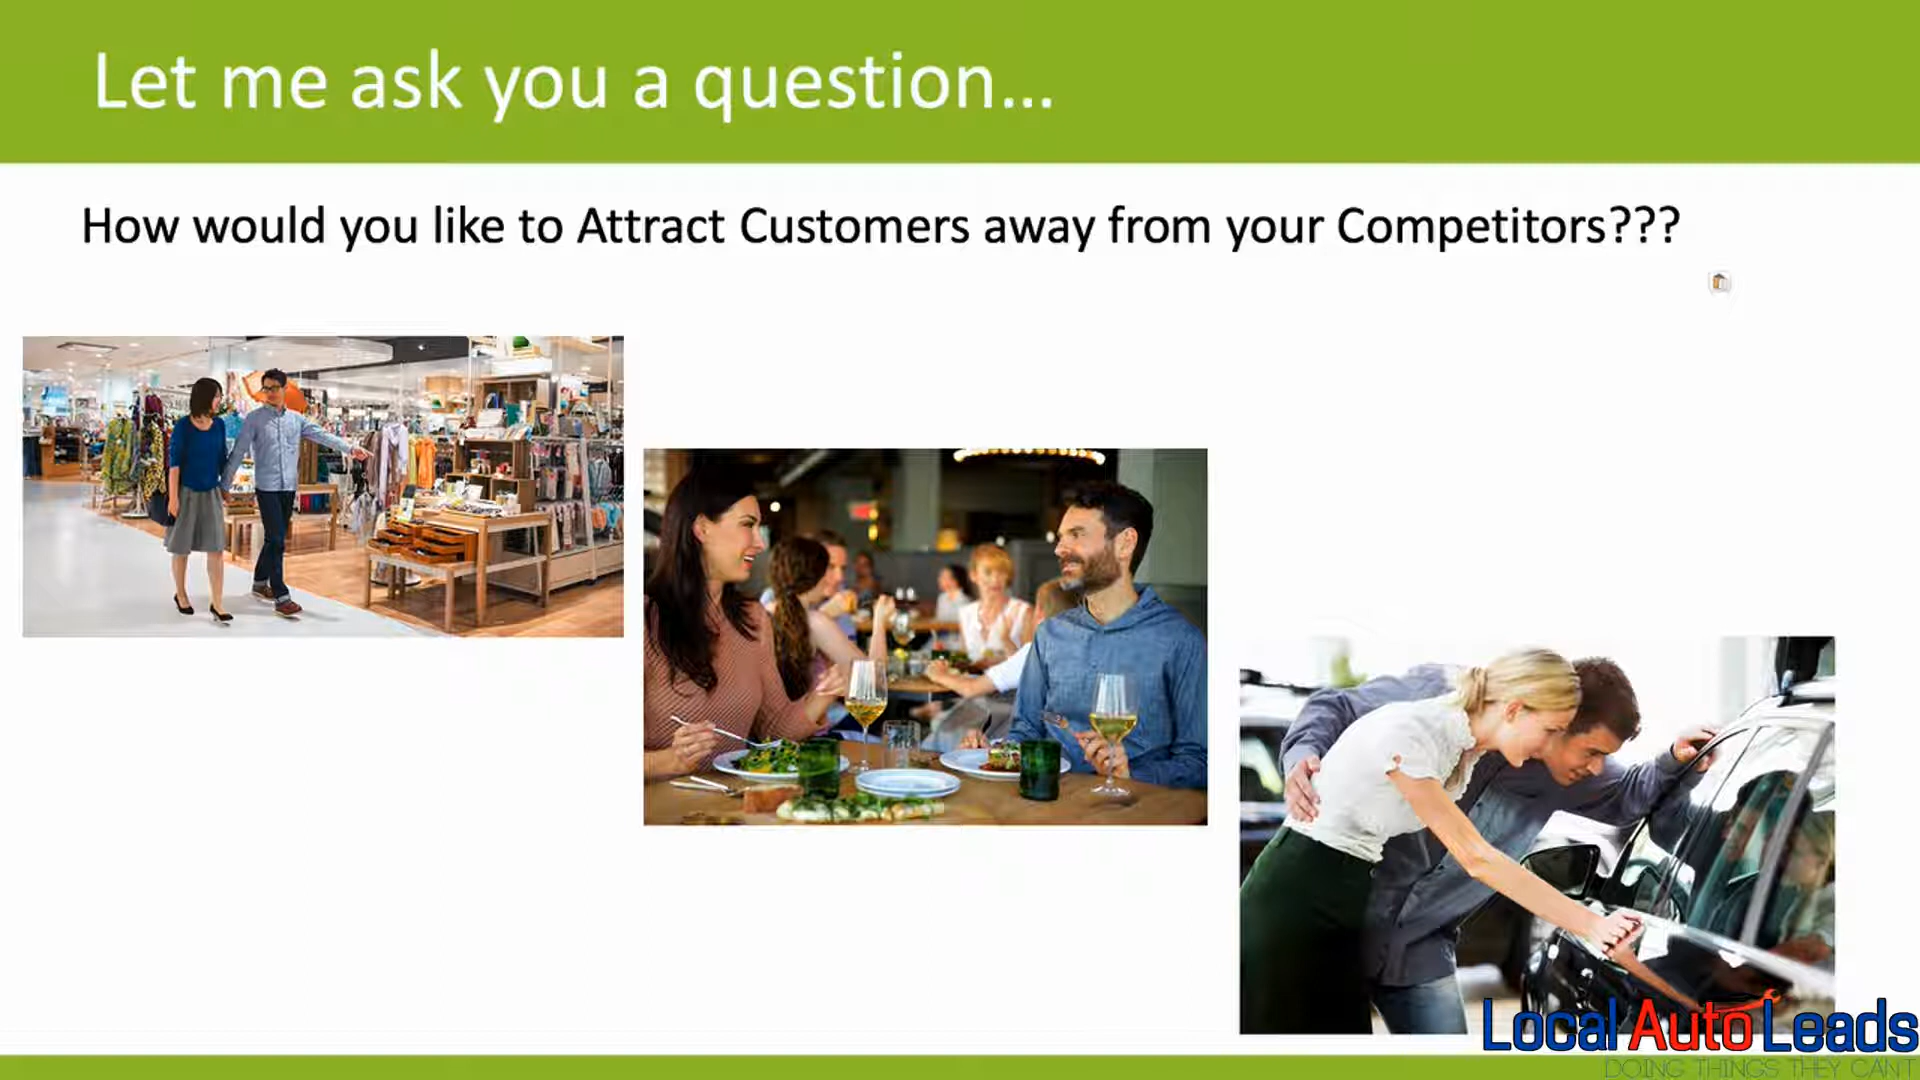 Let me ask you a question...
How would you like to Attract Customers away from your Competitors???
Local Auto Leads
DOING THINGS THEY CANT